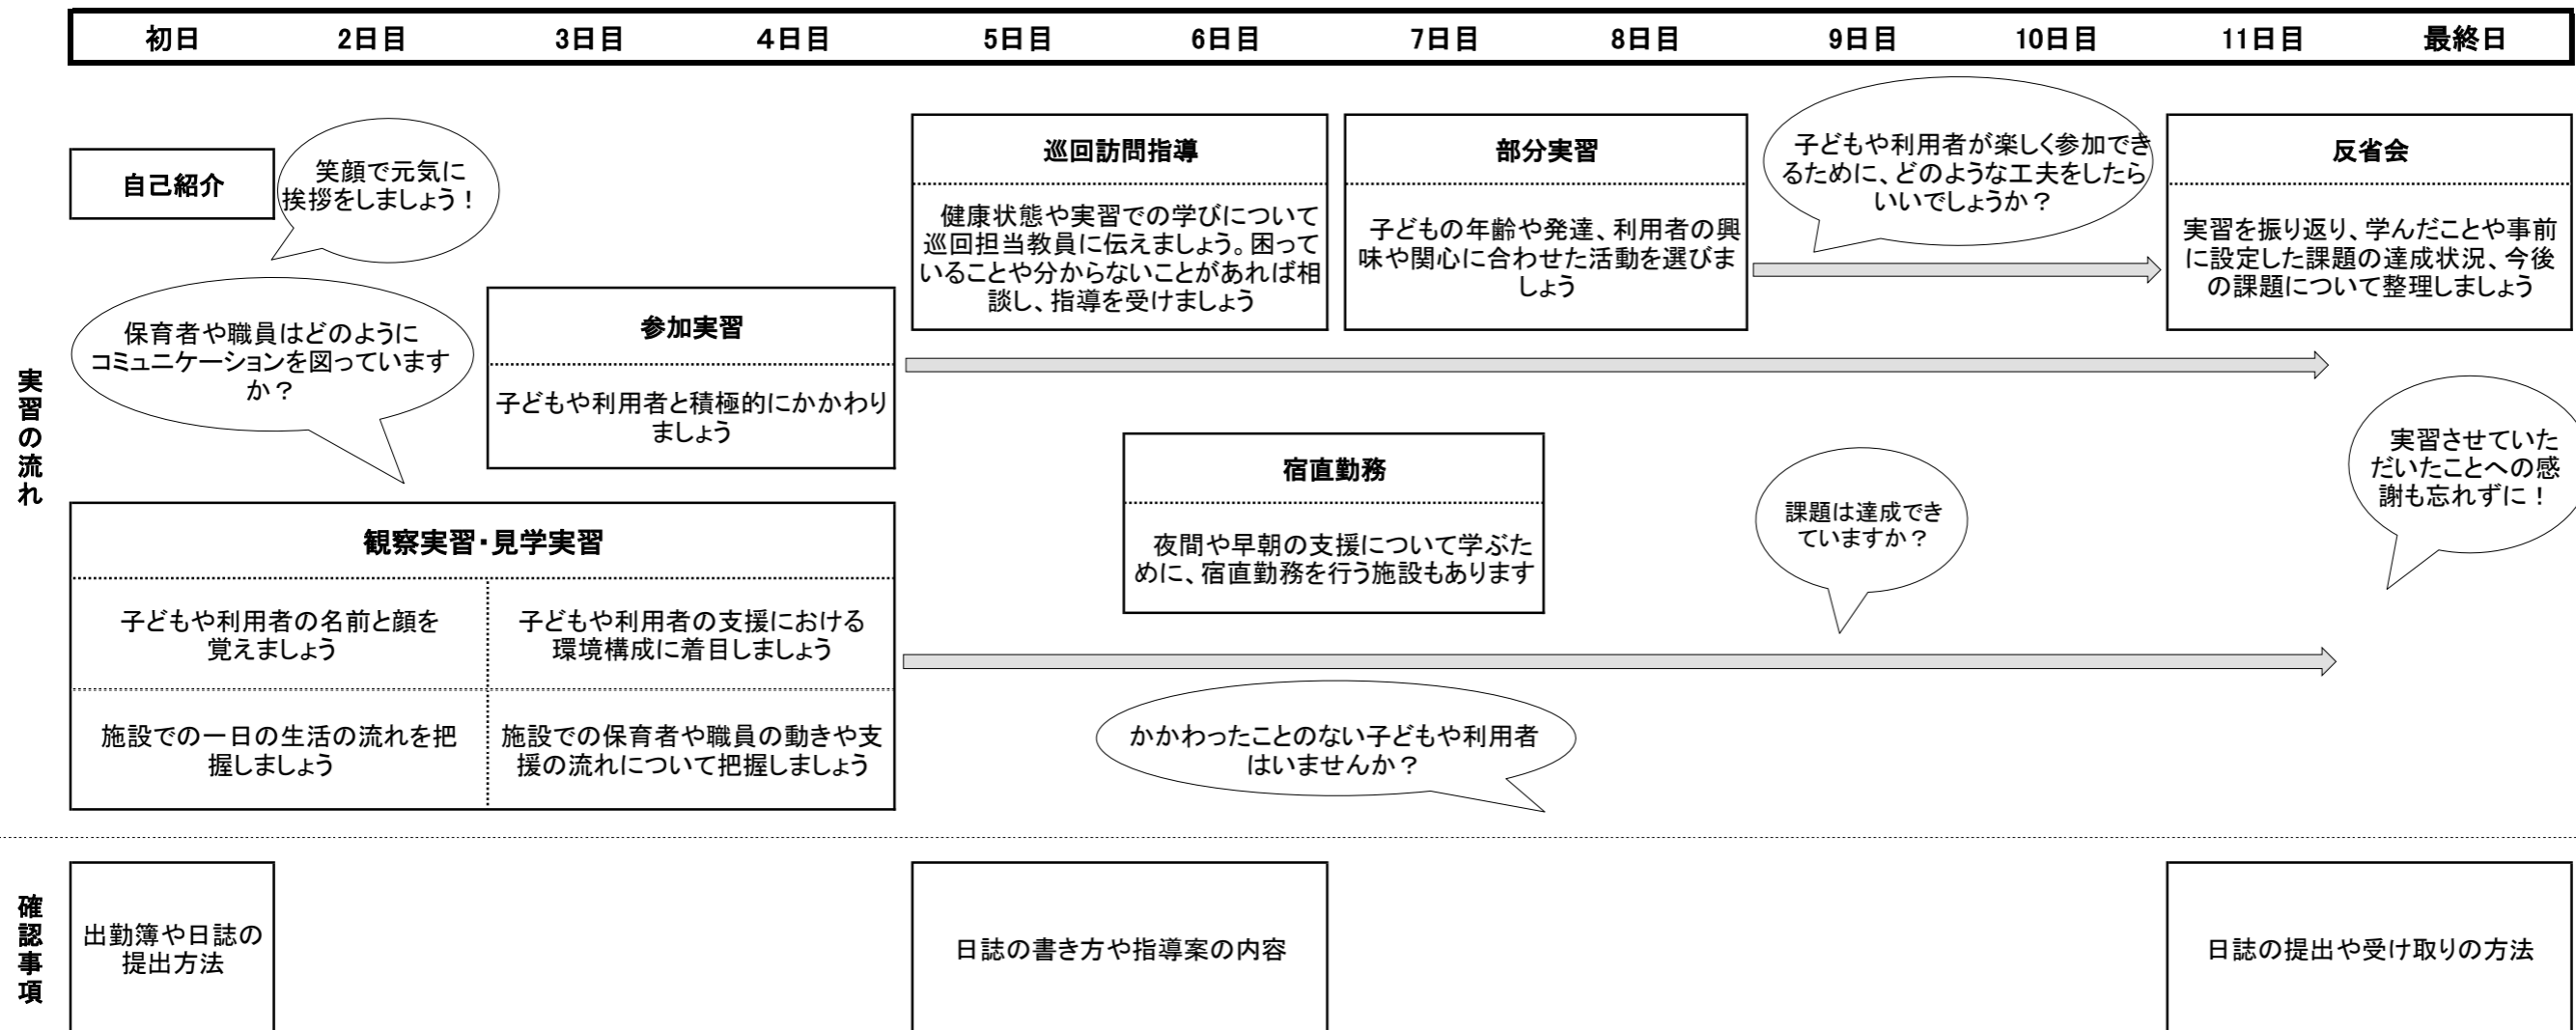 初日 2日目 3日目 4日目 5日目 6日目 7日目 8日目 9日目 10日目 11日目 最終日
実習の流れ
自己紹介
笑顔で元気に
挨拶をしましょう！
保育者や職員はどのように
コミュニケーションを図っています
か？
参加実習
子どもや利用者と積極的にかかわり
ましょう
観察実習・見学実習
子どもや利用者の名前と顔を
覚えましょう
子どもや利用者の支援における
環境構成に着目しましょう
施設での一日の生活の流れを把
握しましょう
施設での保育者や職員の動きや支
援の流れについて把握しましょう
巡回訪問指導
健康状態や実習での学びについて
巡回担当教員に伝えましょう。困って
いることや分からないことがあれば相
談し、指導を受けましょう
部分実習
子どもの年齢や発達、利用者の興
味や関心に合わせた活動を選びま
しょう
子どもや利用者が楽しく参加でき
るために、どのような工夫をしたら
いいでしょうか？
反省会
実習を振り返り、学んだことや事前
に設定した課題の達成状況、今後
の課題について整理しましょう
宿直勤務
夜間や早朝の支援について学ぶた
めに、宿直勤務を行う施設もあります
課題は達成でき
ていますか？
実習させていた
だいたことへの感
謝も忘れずに！
かかわったことのない子どもや利用者
はいませんか？
確認事項
出勤簿や日誌の
提出方法
日誌の書き方や指導案の内容
日誌の提出や受け取りの方法